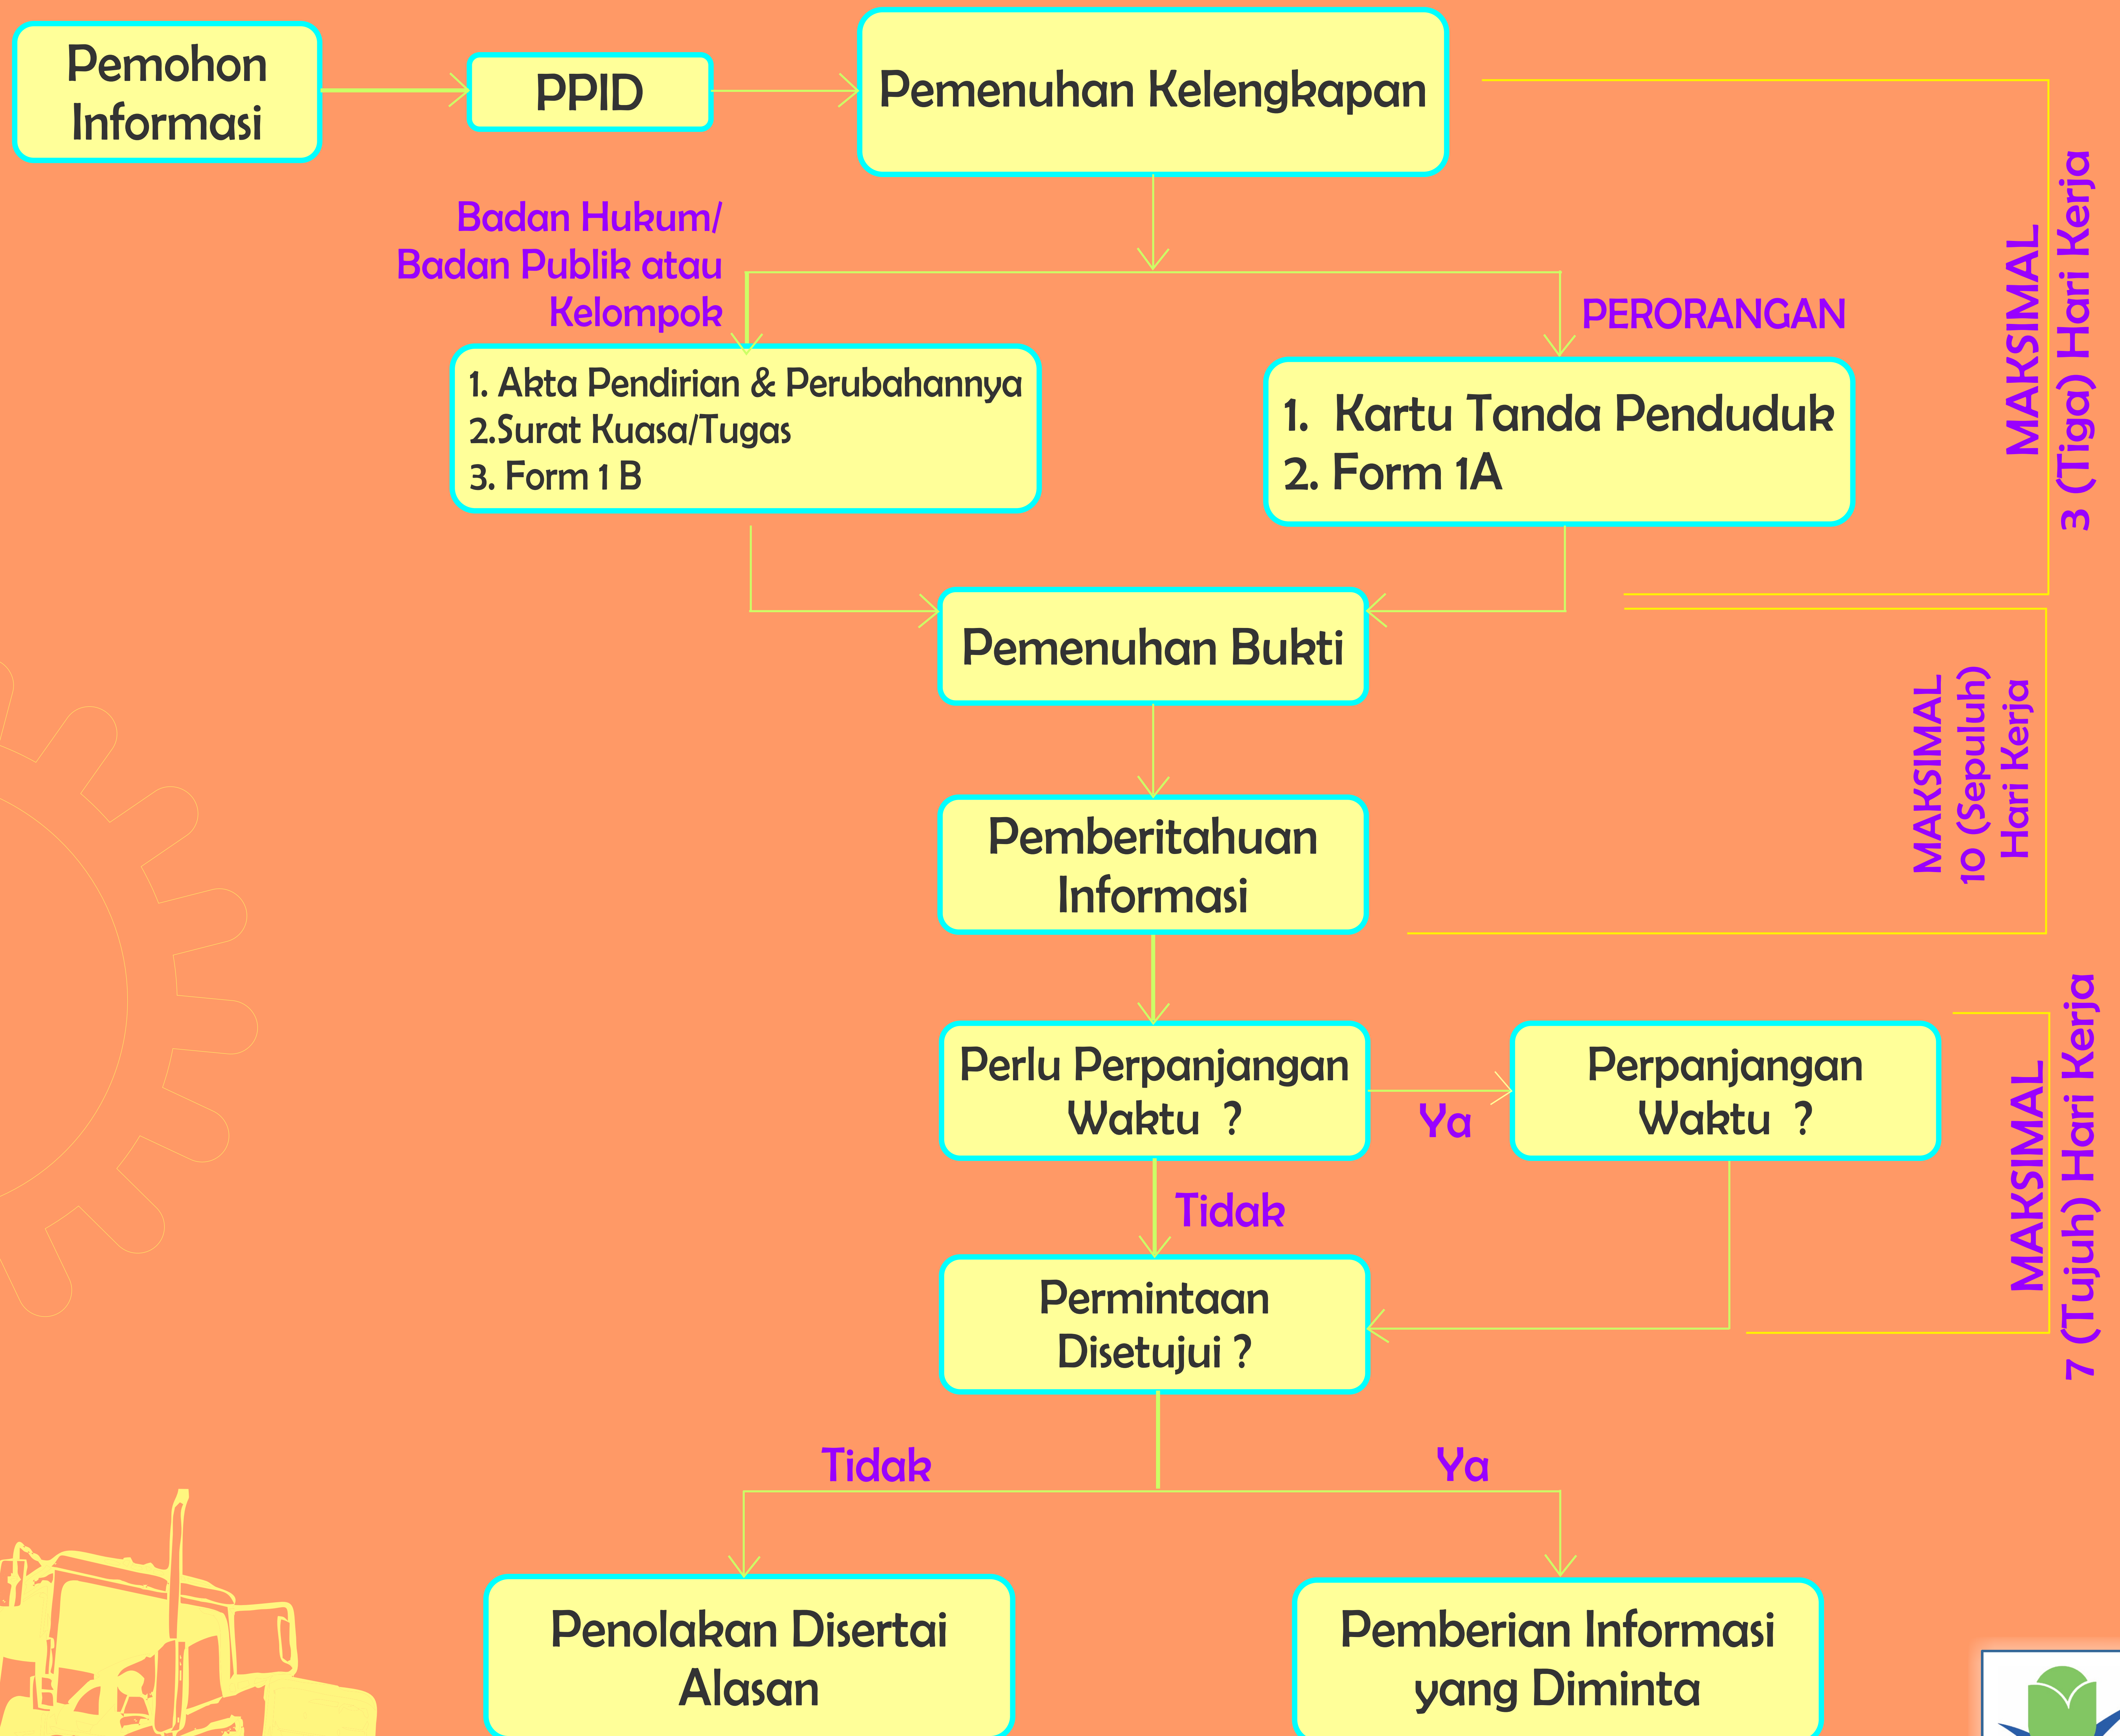 Pemohon
Informasi
PPID
Pemenuhan Kelengkapan
Badan Hukum/
Badan Publik atau
Kelompok
PERORANGAN
1. Akta Pendirian & Perubahannya
2.Surat Kuasa/Tugas
3. Form 1 B
1. Kartu Tanda Penduduk
2. Form 1A
MAKSIMAL
3 (Tiga) Hari Kerja
Pemenuhan Bukti
MAKSIMAL
10 (Sepuluh)
Hari Kerja
Pemberitahuan
Informasi
Perlu Perpanjangan
Waktu ?
Ya
Perpanjangan
Waktu ?
MAKSIMAL
7 (Tujuh) Hari Kerja
Tidak
Permintaan
Disetujui ?
Tidak
Ya
Penolakan Disertai
Alasan
Pemberian Informasi
yang Diminta